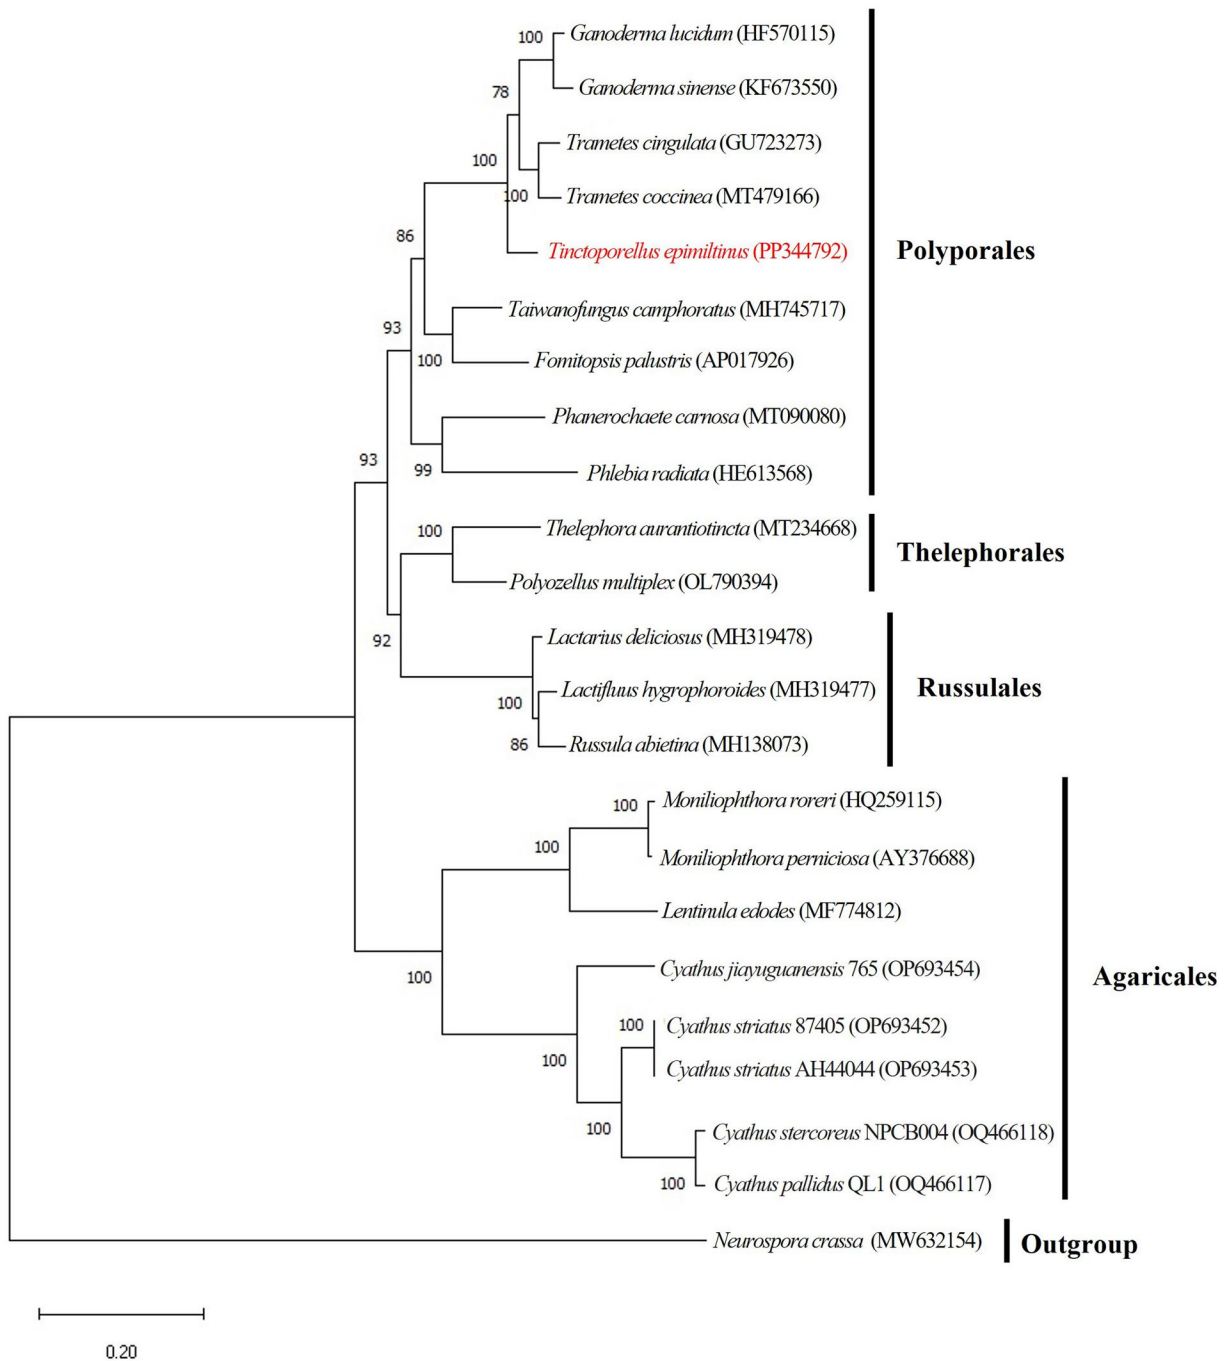 100
Ganoderma lucidum (HF570115)
78
Ganoderma sinense (KF673550)
100
Trametes cingulata (GU723273)
100
Trametes coccinea (MT479166)
86
Tinctoporellus epimiltinus (PP344792)
Polyporales
93
Taiwanofungus camphoratus (MH745717)
100
Fomitopsis palustris (AP017926)
Phanerochaete carnosa (MT090080)
93
99
Phlebia radiata (HE613568)
100
Thelephora aurantiotincta (MT234668)
Thelephorales
Polyozellus multiplex (OL790394)
92
Lactarius deliciosus (MH319478)
100
Lactifluus hygrophoroides (MH319477)
Russulales
86
Russula abietina (MH138073)
100
Moniliophthora roreri (HQ259115)
100
Moniliophthora perniciosa (AY376688)
Lentinula edodes (MF774812)
100
Cyathus jiayuguanensis 765 (OP693454)
Agaricales
100
Cyathus striatus 87405 (OP693452)
100
Cyathus striatus AH44044 (OP693453)
100
Cyathus stercoreus NPCB004 (OQ466118)
100
Cyathus pallidus QL1 (OQ466117)
Neurospora crassa (MW632154)
Outgroup
0.20